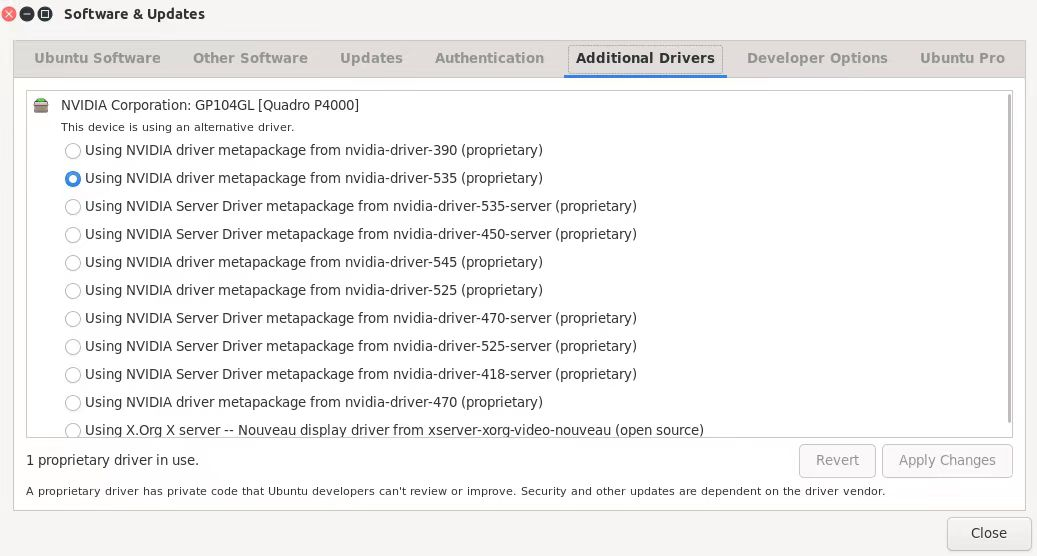 Software & Updates
Ubuntu Software Other Software Updates Authentication Additional Drivers Developer Options Ubuntu Pro
NVIDIA Corporation: GP104GL [Quadro P4000]
This device is using an alternative driver.
Using NVIDIA driver metapackage from nvidia-driver-390 (proprietary)
Using NVIDIA driver metapackage from nvidia-driver-535 (proprietary)
Using NVIDIA Server Driver metapackage from nvidia-driver-535-server (proprietary)
Using NVIDIA Server Driver metapackage from nvidia-driver-450-server (proprietary)
Using NVIDIA driver metapackage from nvidia-driver-545 (proprietary)
Using NVIDIA driver metapackage from nvidia-driver-525 (proprietary)
Using NVIDIA Server Driver metapackage from nvidia-driver-470-server (proprietary)
Using NVIDIA Server Driver metapackage from nvidia-driver-525-server (proprietary)
Using NVIDIA Server Driver metapackage from nvidia-driver-418-server (proprietary)
Using NVIDIA driver metapackage from nvidia-driver-470 (proprietary)
Using X.Org X server -- Nouveau display driver from xserver-xorg-video-nouveau (open source)
1 proprietary driver in use.
Revert Apply Changes
A proprietary driver has private code that Ubuntu developers can't review or improve. Security and other updates are dependent on the driver vendor.
Close